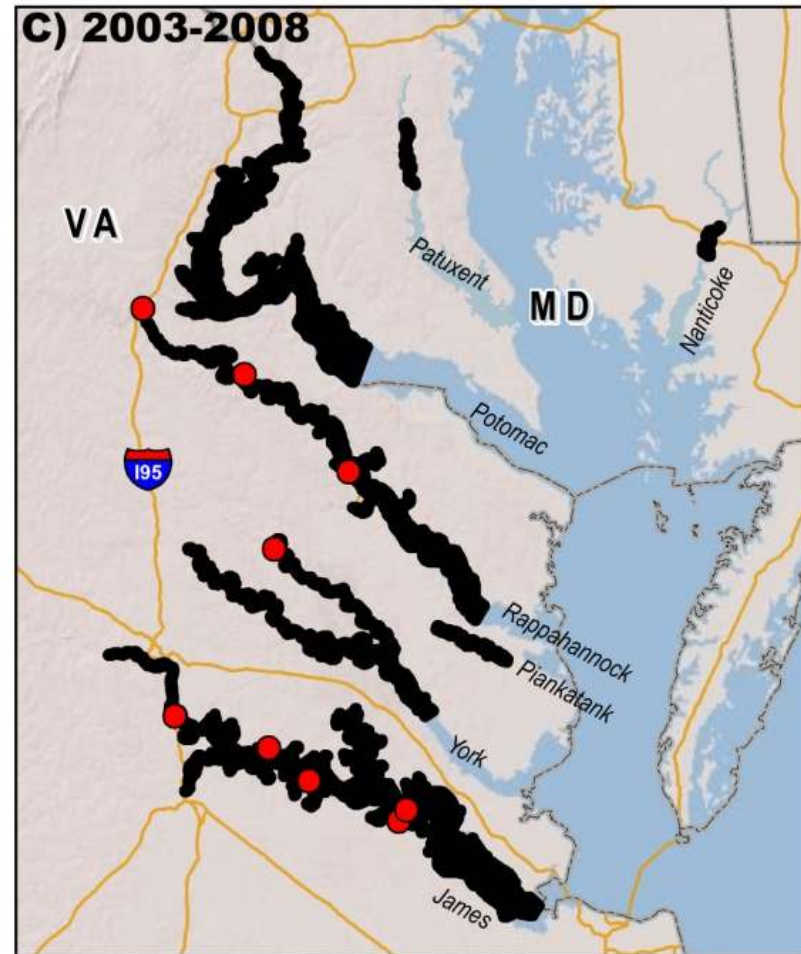 C) 2003-2008
VA
Patuxent
MD
Nanticoke
Potomac
I95
Rappahannock
Piankatank
York
James